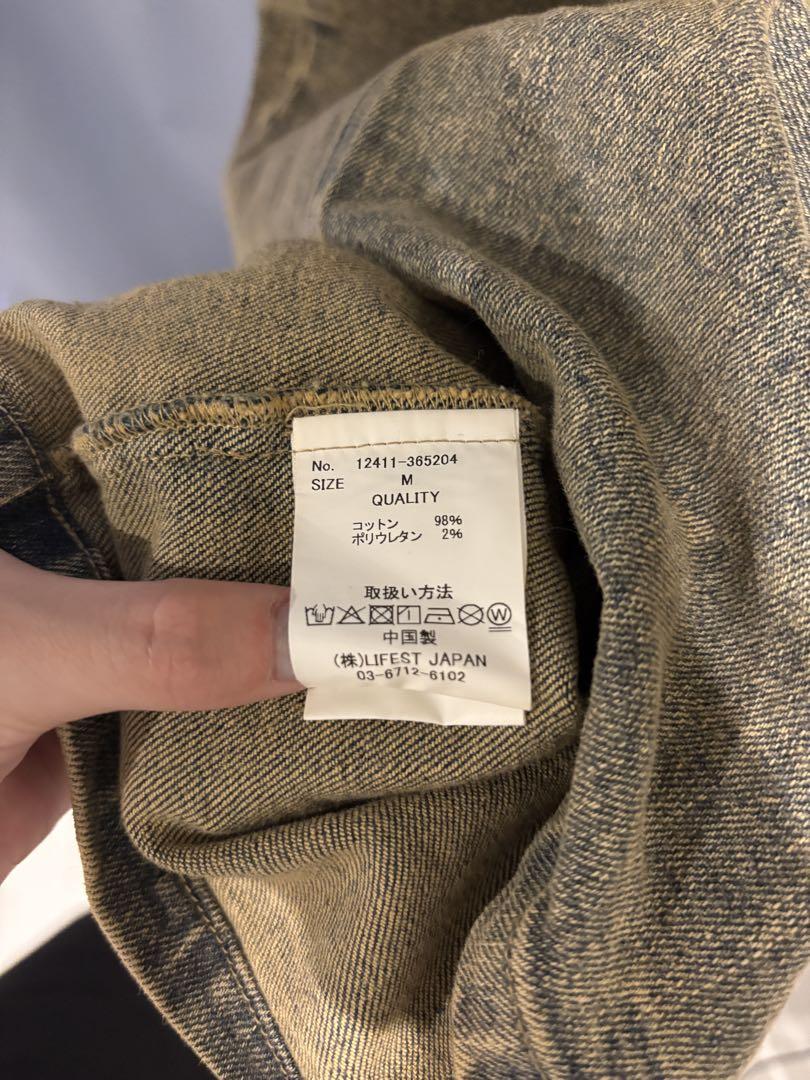 No. 12411-365204
SIZE M
QUALITY
コットン 98%
ポリウレタン 2%
取扱い方法
W
中国製
(株)LIFEST JAPAN
03-6712-6102